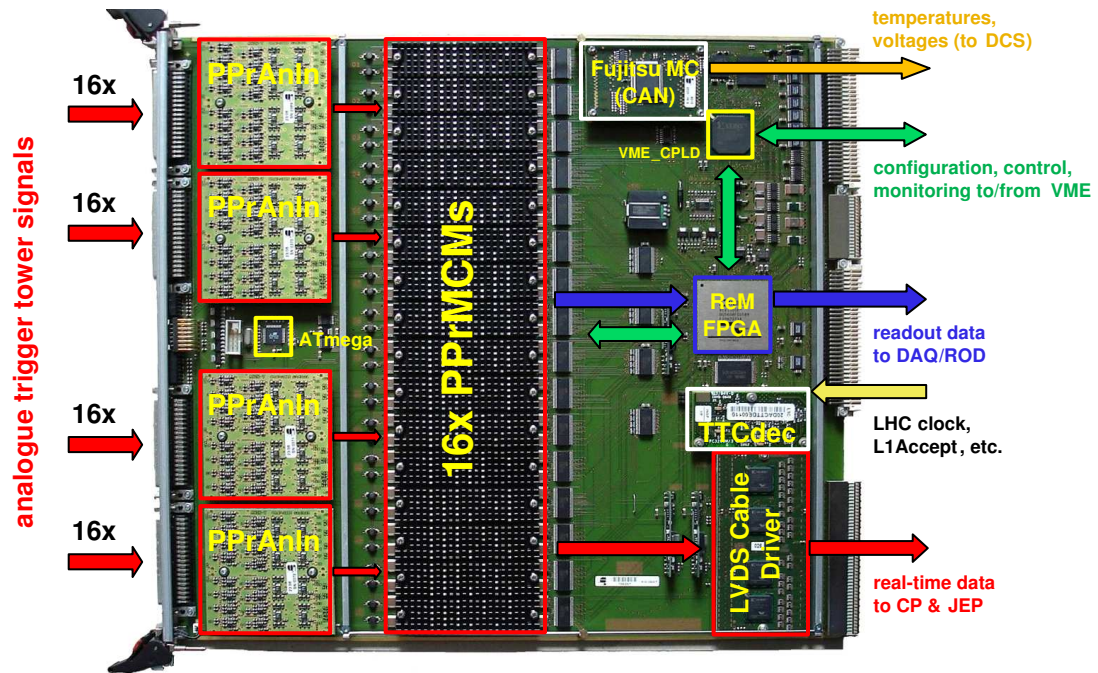 temperatures,
voltages (to DCS)
PPrAnIn
Fujitsu MC
(CAN)
16x
VME_CPLD
configuration, control,
monitoring to/from VME
PPrAnIn
16x
analogue trigger tower signals
16x PPrMCMs
ReM
FPGA
ATmega
readout data
to DAQ/ROD
PPrAnIn
16x
TTCdec
LHC clock,
L1Accept, etc.
PPrAnIn
16x
LVDS Cable
Driver
real-time data
to CP & JEP